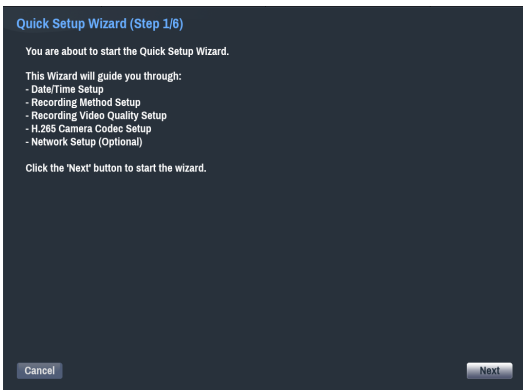 Quick Setup Wizard (Step 1/6)
You are about to start the Quick Setup Wizard.
This Wizard will guide you through:
- Date/Time Setup
- Recording Method Setup
- Recording Video Quality Setup
- H.265 Camera Codec Setup
- Network Setup (Optional)
Click the 'Next' button to start the wizard.
Cancel
Next